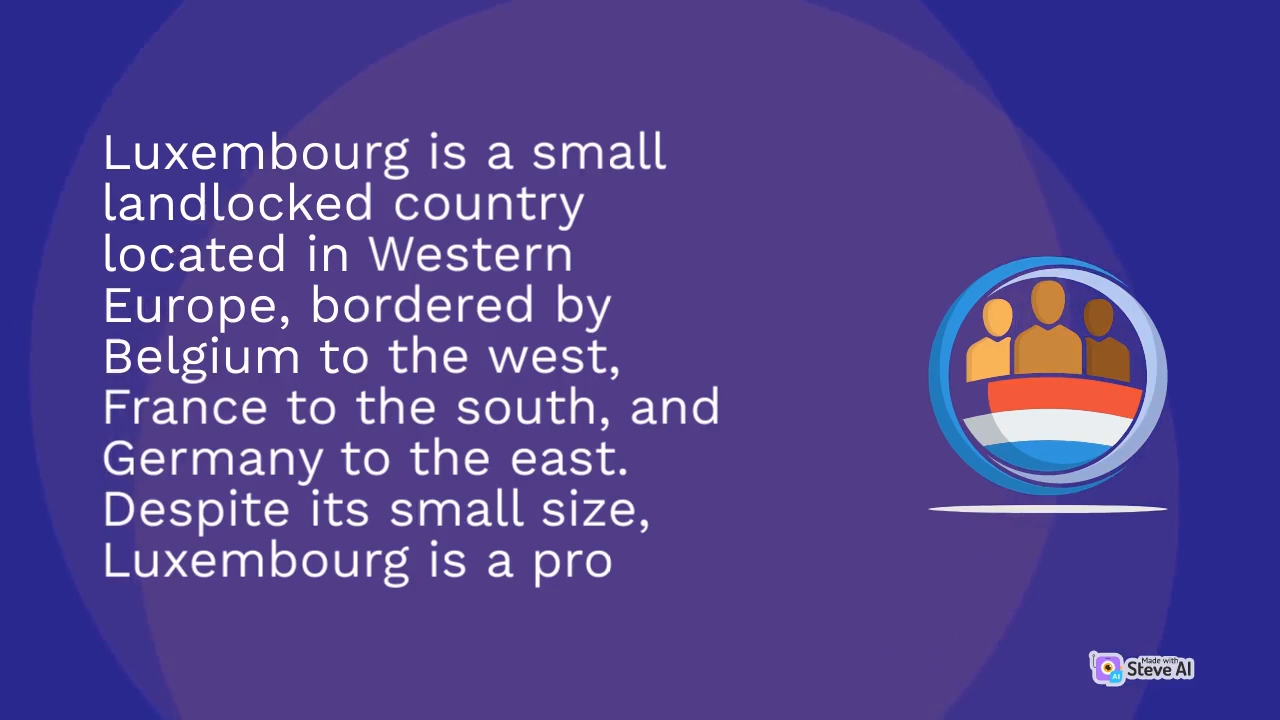 Luxembourg is a small
landlocked country
located in Western
Europe, bordered by
Belgium to the west,
France to the south, and
Germany to the east.
Despite its small size,
Luxembourg is a pro
Made with
Steve AI
AI